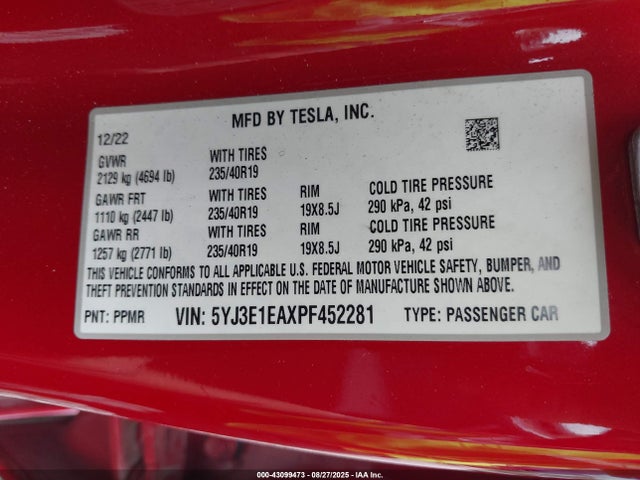 MFD BY TESLA, INC.
12/22
GVWR WITH TIRES
2129 kg (4694 lb) 235/40R19
GAWR FRT WITH TIRES RIM COLD TIRE PRESSURE
1110 kg (2447 lb) 235/40R19 19X8.5J 290 kPa, 42 psi
GAWR RR WITH TIRES RIM COLD TIRE PRESSURE
1257 kg (2771 lb) 235/40R19 19X8.5J 290 kPa, 42 psi
THIS VEHICLE CONFORMS TO ALL APPLICABLE U.S. FEDERAL MOTOR VEHICLE SAFETY, BUMPER, AND
THEFT PREVENTION STANDARDS IN EFFECT ON THE DATE OF MANUFACTURE SHOWN ABOVE.
PNT: PPMR VIN: 5YJ3E1EAXPF452281 TYPE: PASSENGER CAR
000-43099473 - 08/27/2025 - IAA Inc.